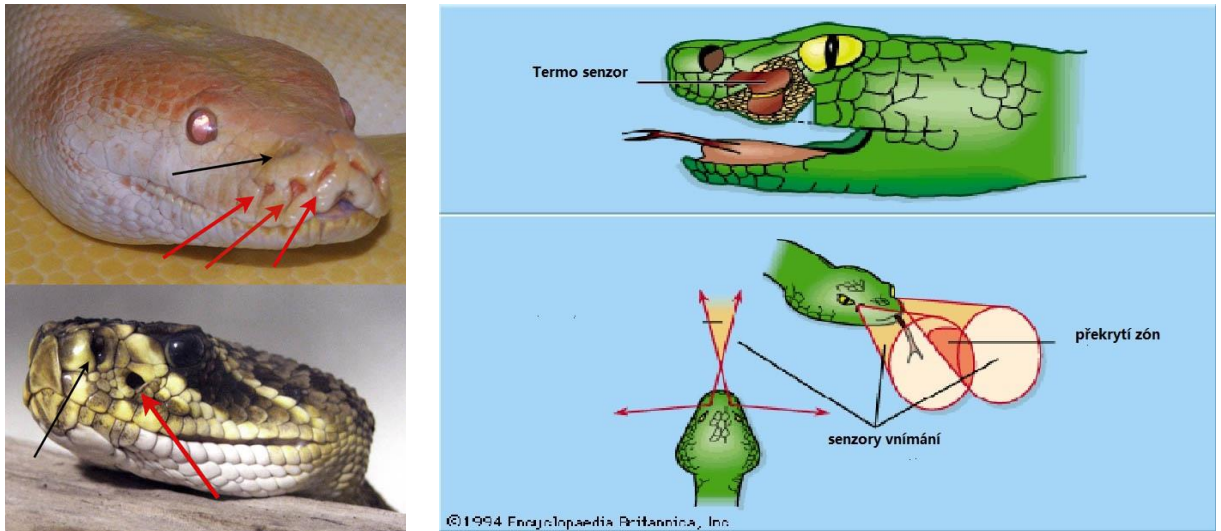 Termo senzor
překrytí zón
senzory vnímání
©1994 Encyclopaedia Britannica, Inc.